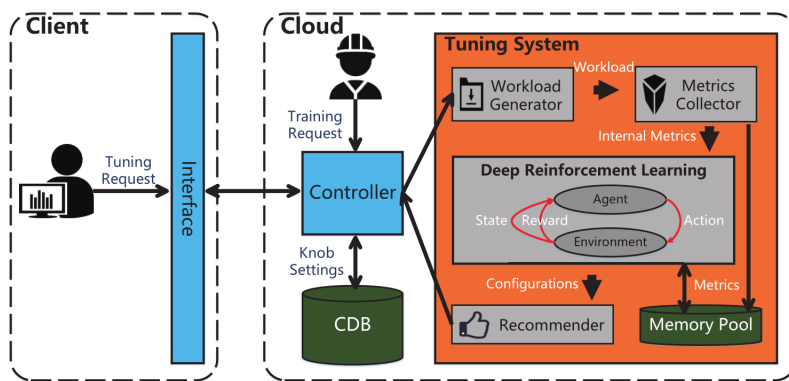 Client
Cloud
Tuning System
Workload
Workload
Generator
Metrics
Collector
Training
Request
Internal Metrics
Tuning
Request
Interface
Controller
Deep Reinforcement Learning
Agent
State
Reward
Action
Environment
Knob
Settings
Configurations
Metrics
CDB
Recommender
Memory Pool